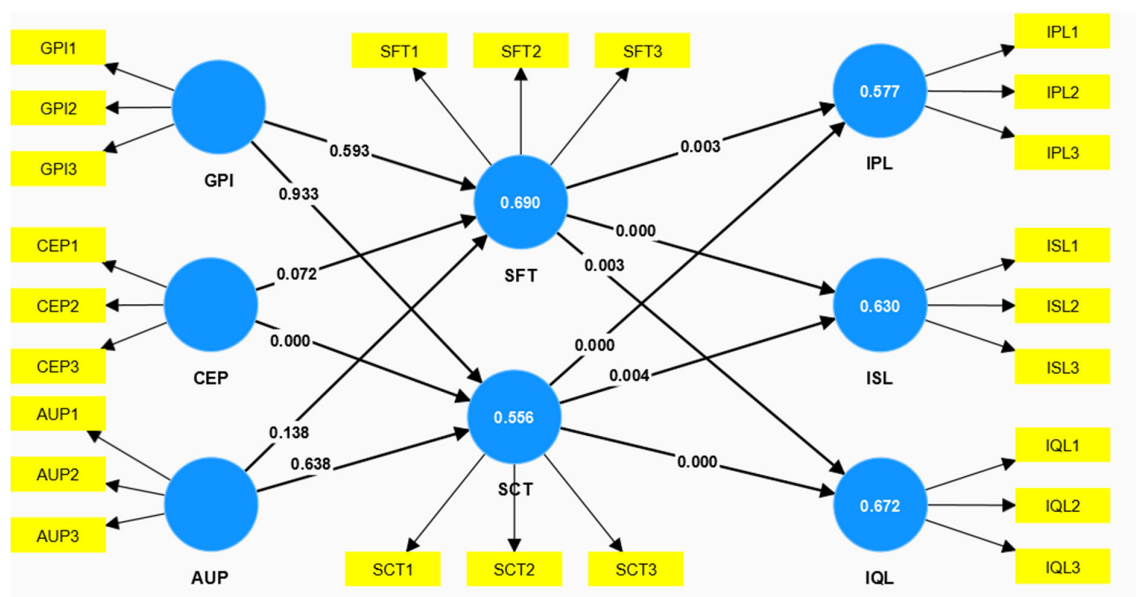 GPI1
GPI2
GPI3
GPI
CEP1
CEP2
CEP3
CEP
AUP1
AUP2
AUP3
AUP
0.593
0.933
0.072
0.000
0.138
0.638
SFT1
SFT2
SFT3
0.690
SFT
0.556
SCT
SCT1
SCT2
SCT3
0.003
0.000
0.003
0.000
0.004
0.000
0.577
IPL
IPL1
IPL2
IPL3
0.630
ISL
ISL1
ISL2
ISL3
0.672
IQL
IQL1
IQL2
IQL3